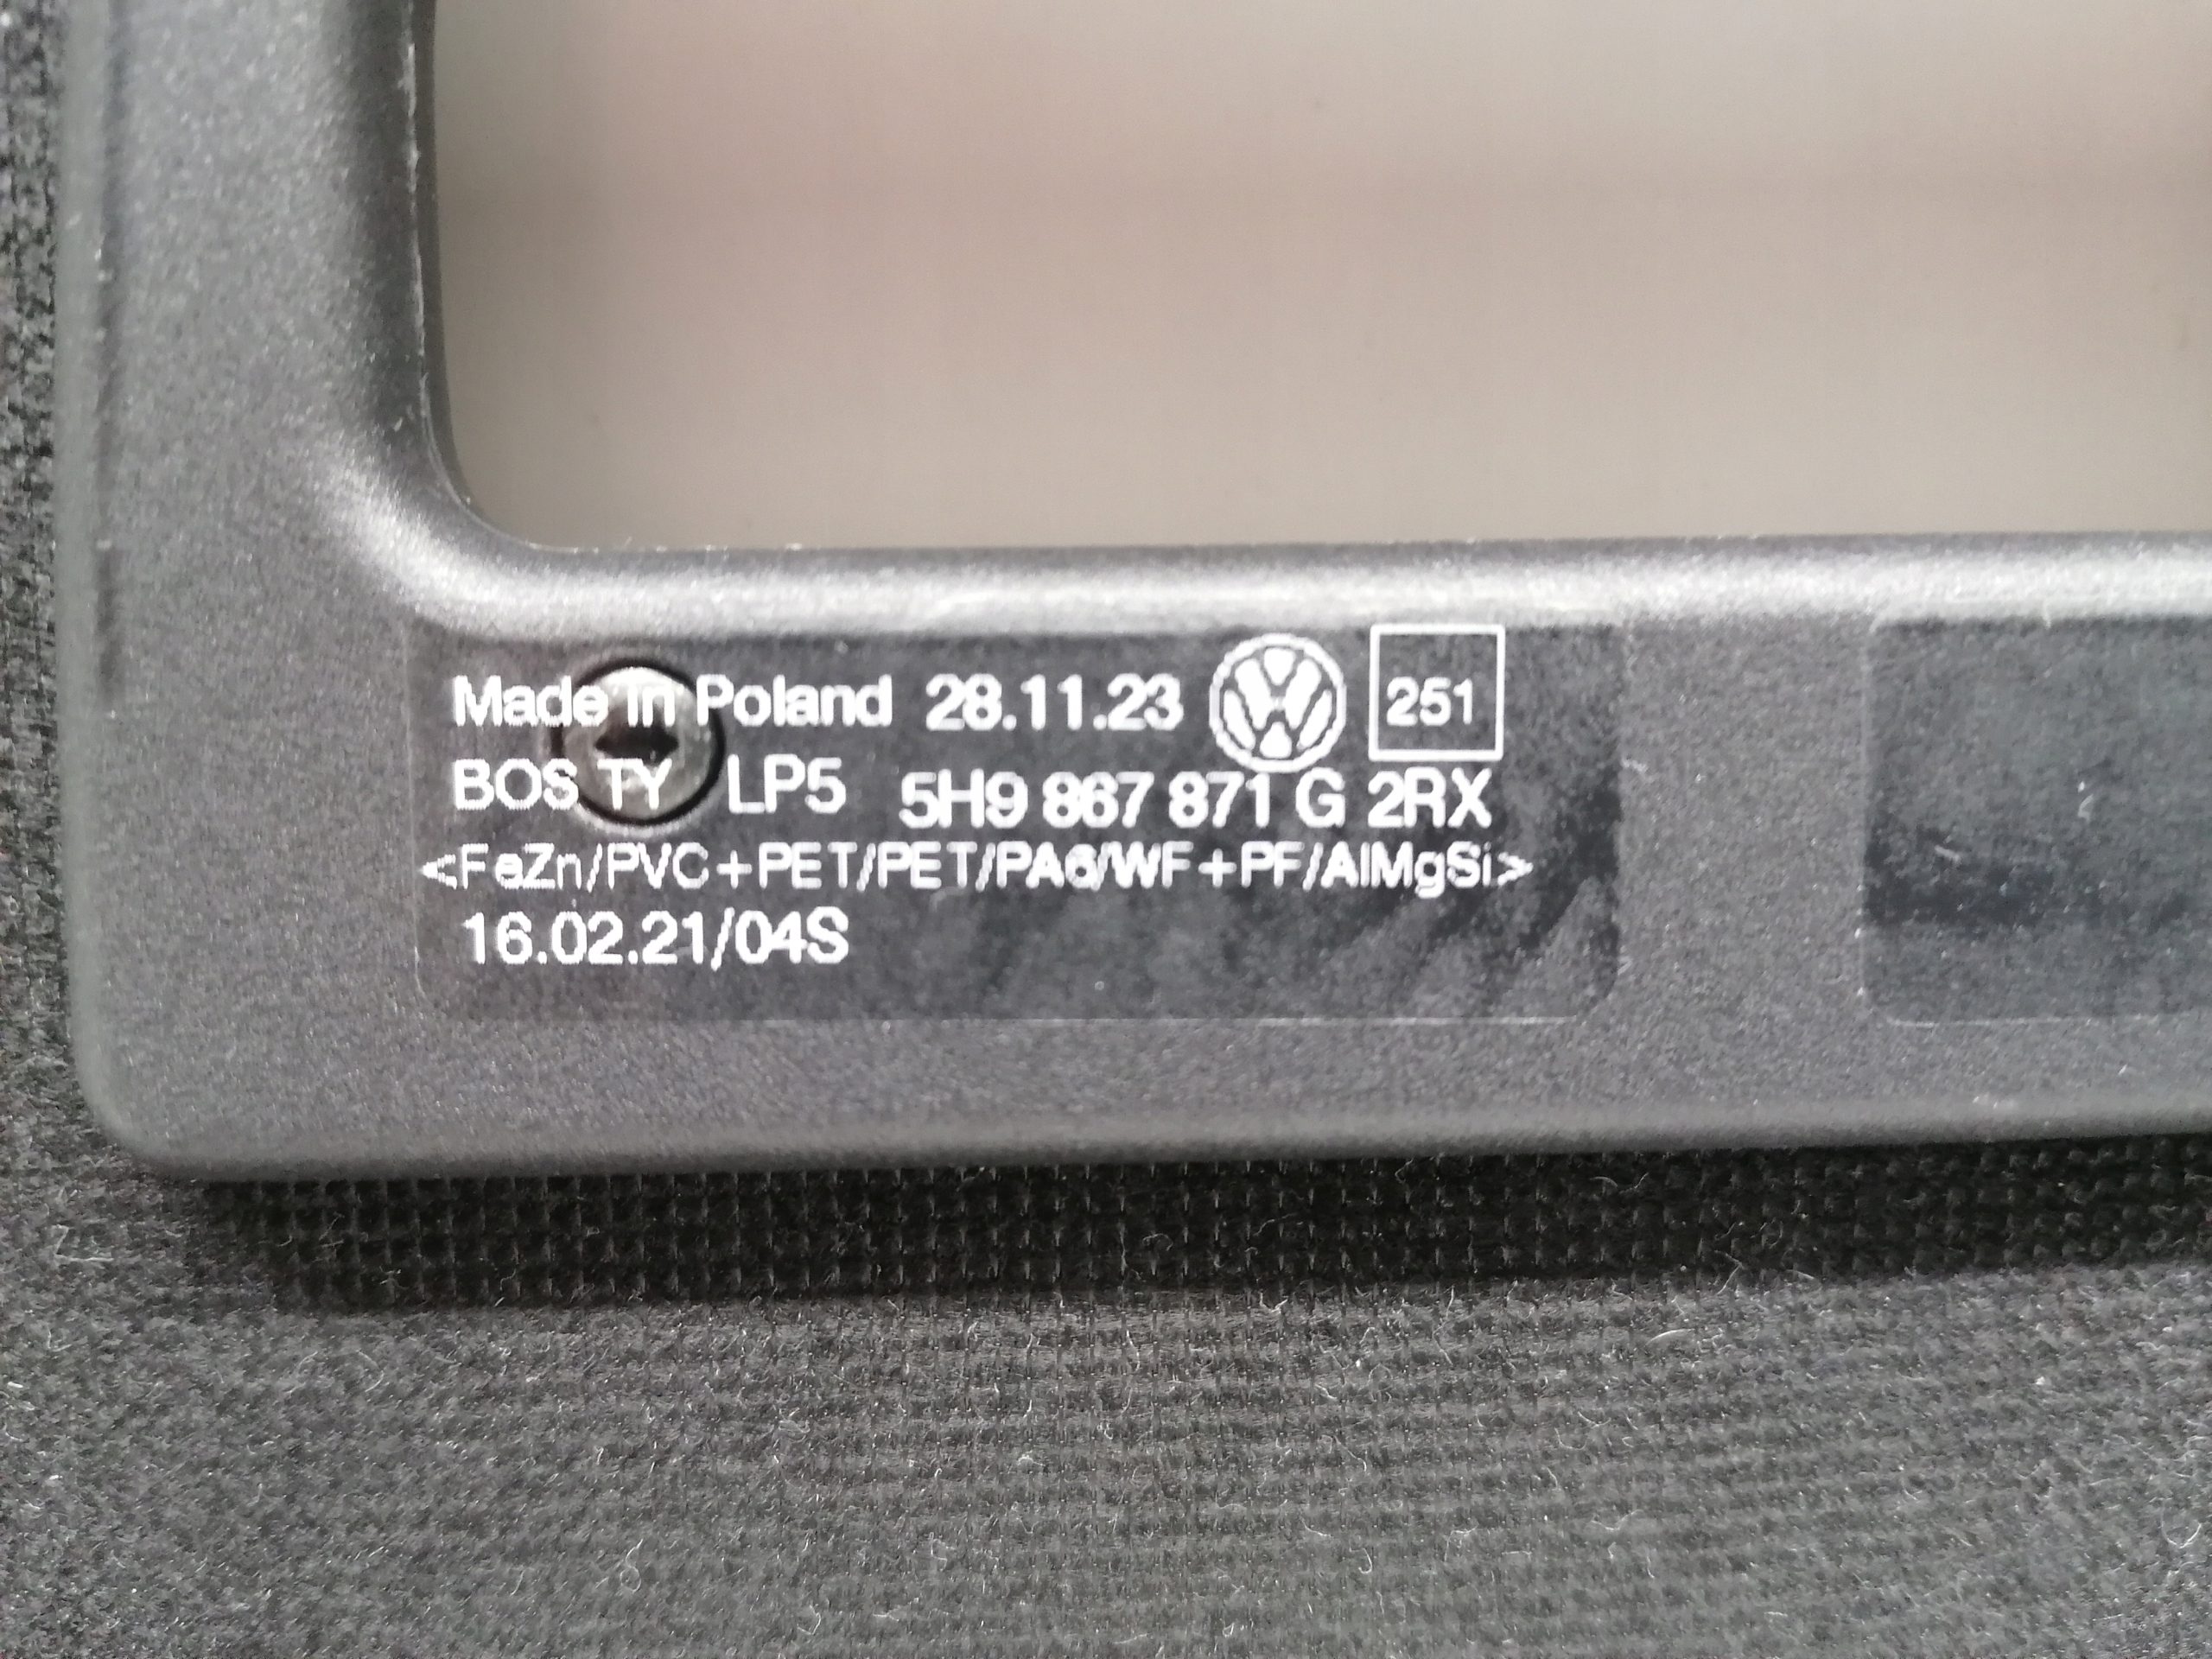 Made in Poland 28.11.23 251
BOS TY LP5 5H9 867 871 G 2RX
<FeZn/PVC+PET/PET/PA6/WF+PF/AlMgSi>
16.02.21/04S